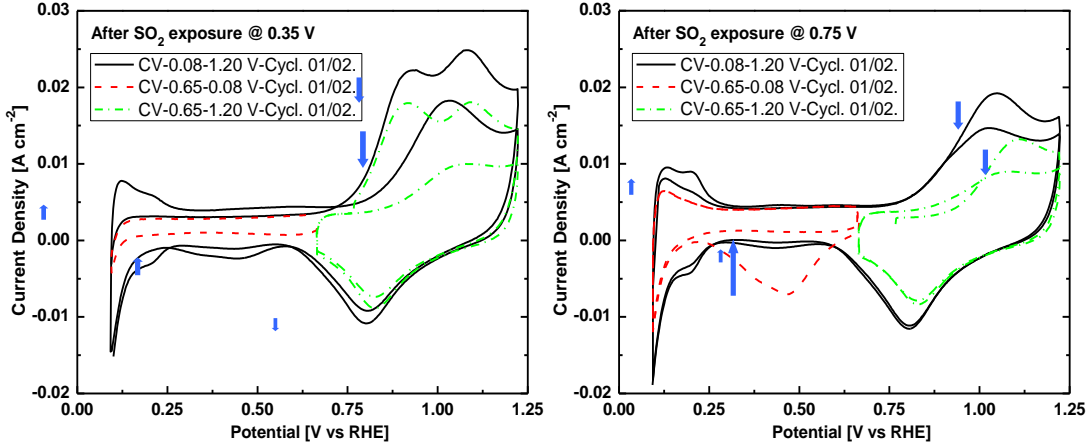 After SO2 exposure @ 0.35 V
CV-0.08-1.20 V-Cycl. 01/02.
CV-0.65-0.08 V-Cycl. 01/02.
CV-0.65-1.20 V-Cycl. 01/02.
0.03
0.02
0.01
0.00
-0.01
-0.02
Current Density [A cm-2]
0.00 0.25 0.50 0.75 1.00 1.25
Potential [V vs RHE]
After SO2 exposure @ 0.75 V
CV-0.08-1.20 V-Cycl. 01/02.
CV-0.65-0.08 V-Cycl. 01/02.
CV-0.65-1.20 V-Cycl. 01/02.
0.03
0.02
0.01
0.00
-0.01
-0.02
Current Density [A cm-2]
0.00 0.25 0.50 0.75 1.00 1.25
Potential [V vs RHE]